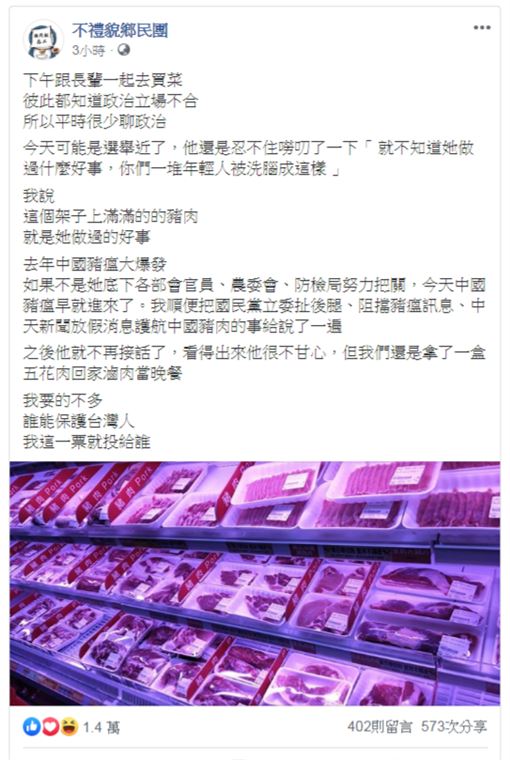 不禮貌鄉民團
3小時 ·
下午跟長輩一起去買菜
彼此都知道政治立場不合
所以平時很少聊政治
今天可能是選舉近了，他還是忍不住嘮叨了一下「 就不知道她做
過什麼好事，你們一堆年輕人被洗腦成這樣 」
我說
這個架子上滿滿的的豬肉
就是她做過的好事
去年中國豬瘟大爆發
如果不是她底下各部會官員、農委會、防檢局努力把關，今天中國
豬瘟早就進來了。我順便把國民黨立委扯後腿、阻擋豬瘟訊息、中
天新聞放假消息護航中國豬肉的事給說了一遍
之後他就不再接話了，看得出來他很不甘心，但我們還是拿了一盒
五花肉回家滷肉當晚餐
我要的不多
誰能保護台灣人
我這一票就投給誰
豬肉 Pork
豬肉 Pork
豬肉 Pork
1.4 萬
402則留言 573次分享